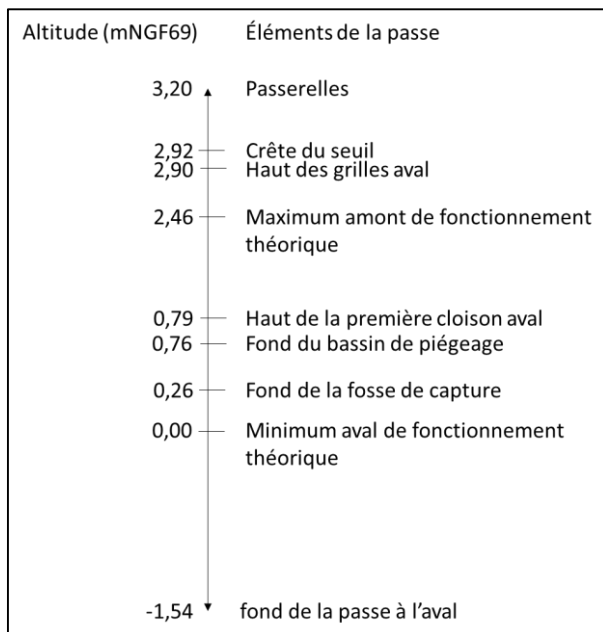 Altitude (mNGF69) Éléments de la passe
3,20 Passerelles
2,92 Crête du seuil
2,90 Haut des grilles aval
2,46 Maximum amont de fonctionnement
théorique
0,79 Haut de la première cloison aval
0,76 Fond du bassin de piégeage
0,26 Fond de la fosse de capture
0,00 Minimum aval de fonctionnement
théorique
-1,54 fond de la passe à l'aval